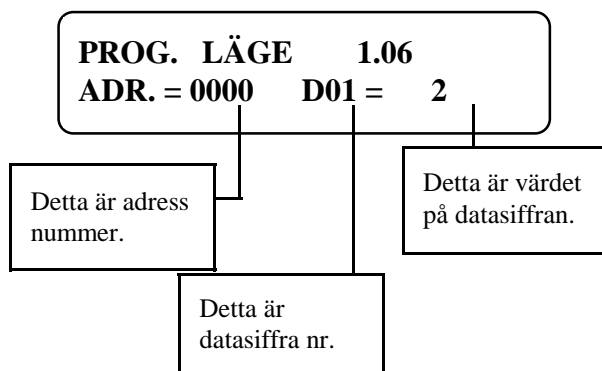 PROG. LÄGE 1.06
ADR. = 0000 D01 = 2
Detta är adress
nummer.
Detta är värdet
på datasiffran.
Detta är
datasiffra nr.